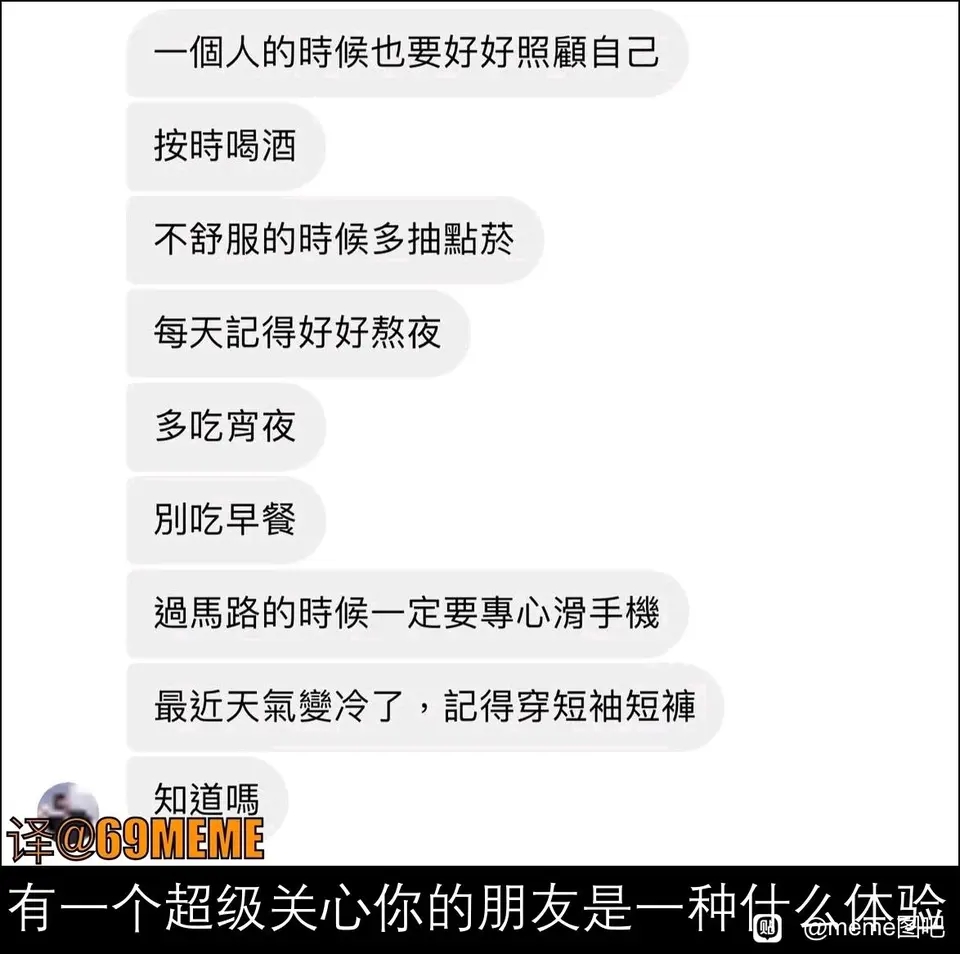 一個人的時候也要好好照顧自己
按時喝酒
不舒服的時候多抽點菸
每天記得好好熬夜
多吃宵夜
別吃早餐
過馬路的時候一定要專心滑手機
最近天氣變冷了，記得穿短袖短褲
知道嗎
译@69MEME
有一个超级关心你的朋友是一种什么体验
贴 @meme图吧